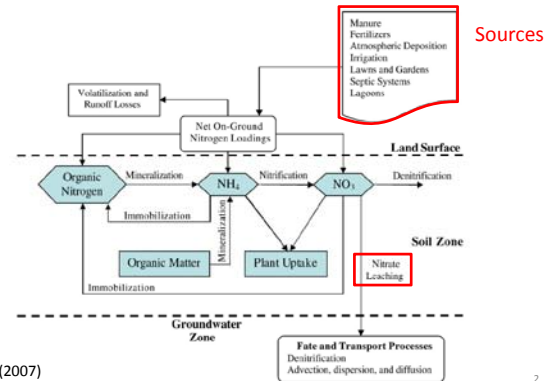 Manure
Fertilizers
Atmospheric Deposition
Irrigation
Lawns and Gardens
Septic Systems
Lagoons
Sources
Volatilization and
Runoff Losses
Net On-Ground
Nitrogen Loadings
Land Surface
Organic
Nitrogen
Mineralization
NH₄
Nitrification
NO₃
Denitrification
Immobilization
Mineralization
Soil Zone
Organic Matter
Plant Uptake
Nitrate
Leaching
Immobilization
Groundwater
Zone
Fate and Transport Processes
Denitrification
Advection, dispersion, and diffusion
(2007)
2